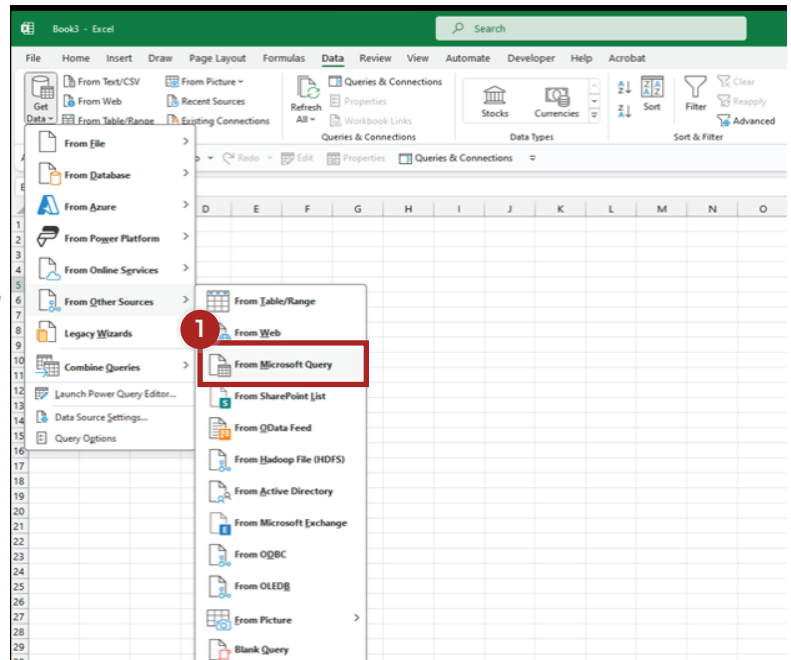 Book3 - Excel
Search
File Home Insert Draw Page Layout Formulas Data Review View Automate Developer Help Acrobat
From Text/CSV From Picture Queries & Connections Clear
Get From Web Recent Sources Refresh Properties Stocks Currencies Sort Filter Reapply
Data From Table/Range Existing Connections All Workbook Links Advanced
Queries & Connections Data Types Sort & Filter
Redo Edit Properties Queries & Connections
D E F G H I J K L M N O
From File
From Database
From Azure
From Power Platform
From Online Services
From Other Sources
Legacy Wizards
Combine Queries
Launch Power Query Editor...
Data Source Settings...
Query Options
From Table/Range
1
From Web
From Microsoft Query
From SharePoint List
From OData Feed
From Hadoop File (HDFS)
From Active Directory
From Microsoft Exchange
From ODBC
From OLEDB
From Picture
Blank Query
1
2
3
4
5
6
7
8
9
10
11
12
13
14
15
16
17
18
19
20
21
22
23
24
25
26
27
28
29